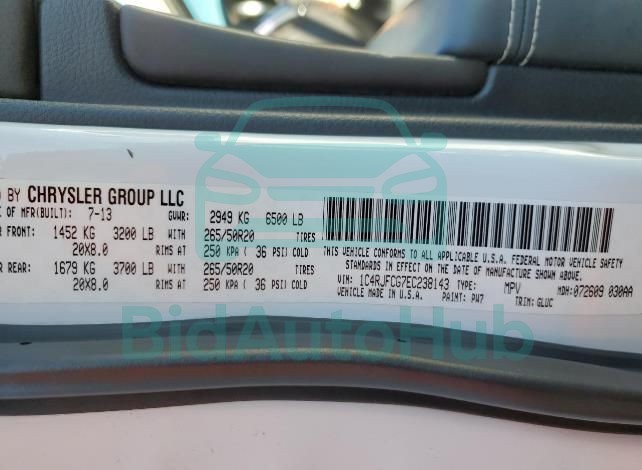 BY CHRYSLER GROUP LLC
OF MFR(BUILT): 7-13 GVWR: 2949 KG 6500 LB
FRONT: 1452 KG 3200 LB WITH 265/50R20 TIRES
20X8.0 RIMS AT 250 KPA ( 36 PSI) COLD
REAR: 1679 KG 3700 LB WITH 265/50R20 TIRES
20X8.0 RIMS AT 250 KPA ( 36 PSI) COLD
THIS VEHICLE CONFORMS TO ALL APPLICABLE U.S.A. FEDERAL MOTOR VEHICLE SAFETY
STANDARDS IN EFFECT ON THE DATE OF MANUFACTURE SHOWN ABOVE.
VIN: 1C4RJFCG7EC238143 TYPE: MPV MDH: 072609 030AA
VEHICLE MADE IN U.S.A. PAINT: PW7 TRIM: GLUC
BidAutoHub